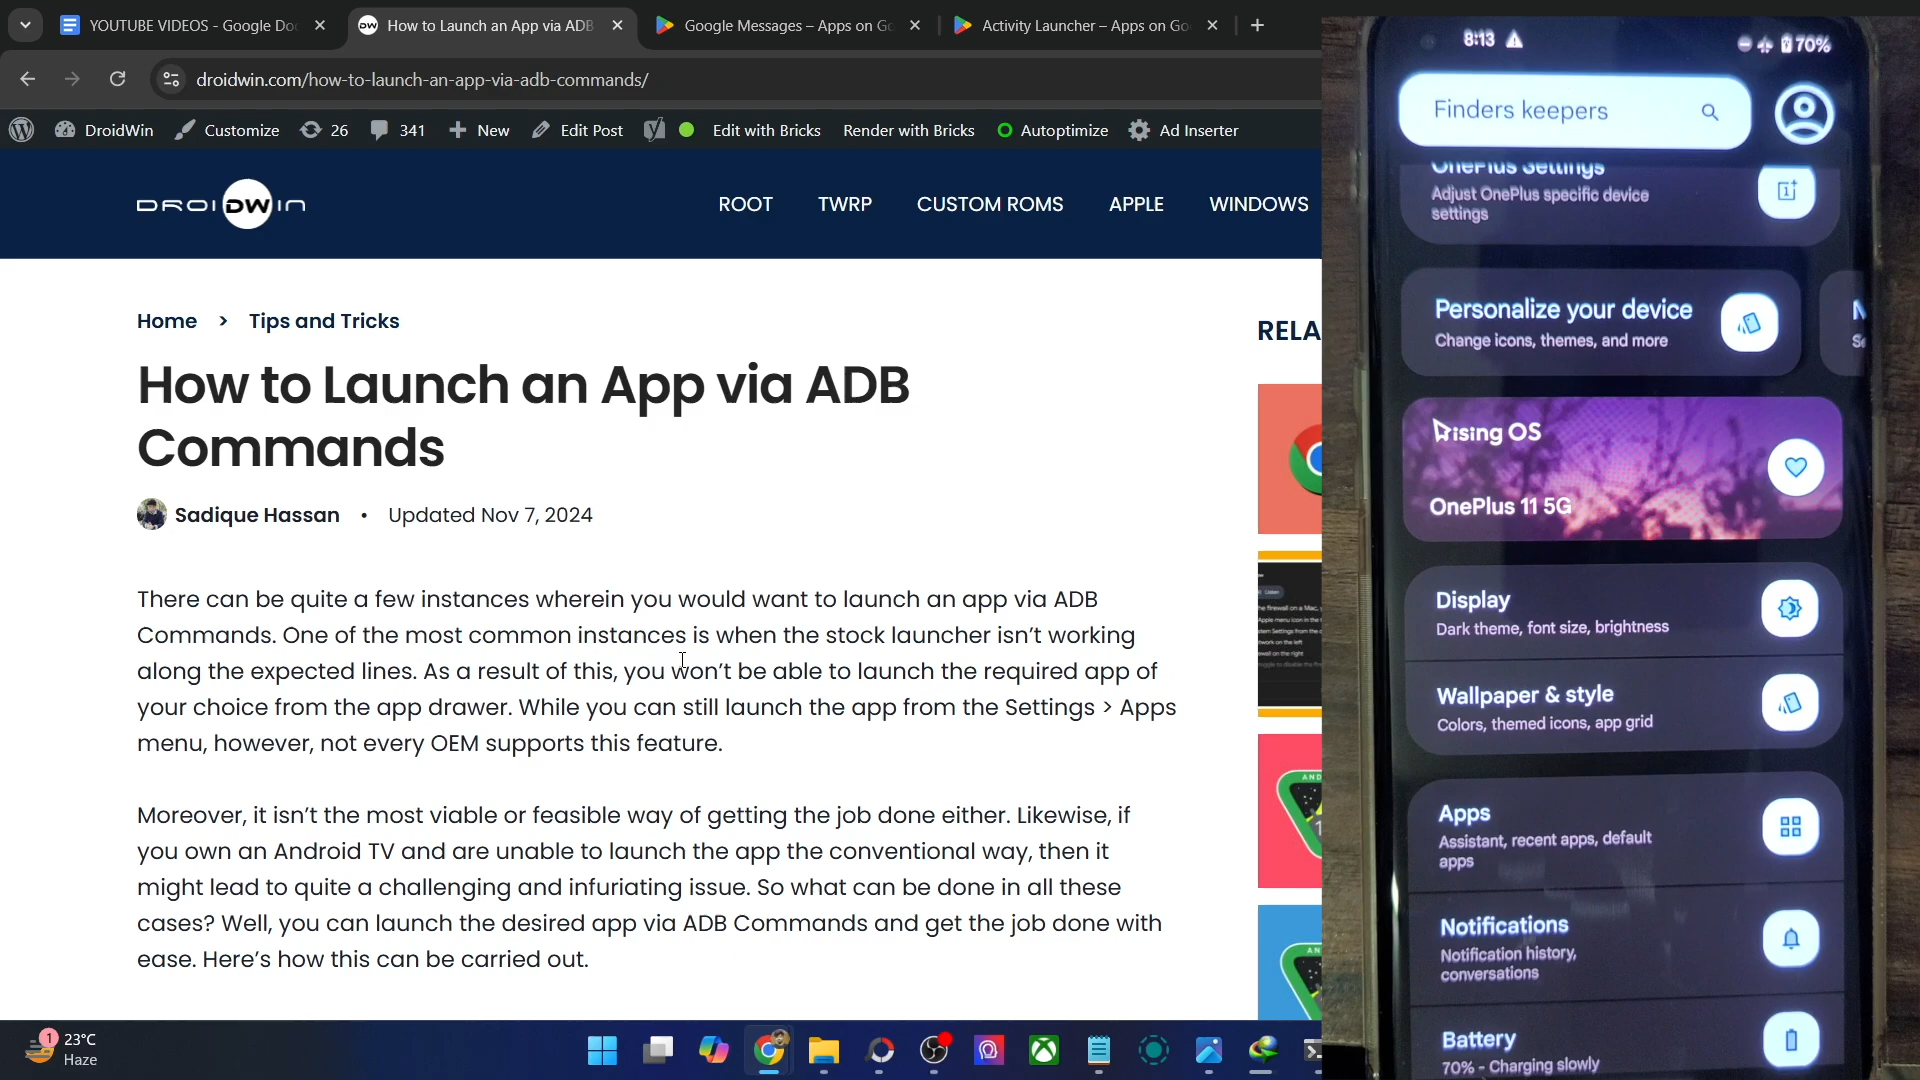 YOUTUBE VIDEOS - Google Do
How to Launch an App via ADB
Google Messages – Apps on Go
Activity Launcher – Apps on Go
droidwin.com/how-to-launch-an-app-via-adb-commands/
DroidWin
Customize
26
341
New
Edit Post
Edit with Bricks
Render with Bricks
Autoptimize
Ad Inserter
DROIDWIN
ROOT
TWRP
CUSTOM ROMS
APPLE
WINDOWS
Home > Tips and Tricks
How to Launch an App via ADB
Commands
Sadique Hassan • Updated Nov 7, 2024
There can be quite a few instances wherein you would want to launch an app via ADB
Commands. One of the most common instances is when the stock launcher isn’t working
along the expected lines. As a result of this, you won’t be able to launch the required app of
your choice from the app drawer. While you can still launch the app from the Settings > Apps
menu, however, not every OEM supports this feature.
Moreover, it isn’t the most viable or feasible way of getting the job done either. Likewise, if
you own an Android TV and are unable to launch the app the conventional way, then it
might lead to quite a challenging and infuriating issue. So what can be done in all these
cases? Well, you can launch the desired app via ADB Commands and get the job done with
ease. Here’s how this can be carried out.
RELA
1
23°C
Haze
8:13
70%
Finders keepers
OnePlus Settings
Adjust OnePlus specific device
settings
Personalize your device
Change icons, themes, and more
Rising OS
OnePlus 11 5G
Display
Dark theme, font size, brightness
Wallpaper & style
Colors, themed icons, app grid
Apps
Assistant, recent apps, default
apps
Notifications
Notification history,
conversations
Battery
70% - Charging slowly